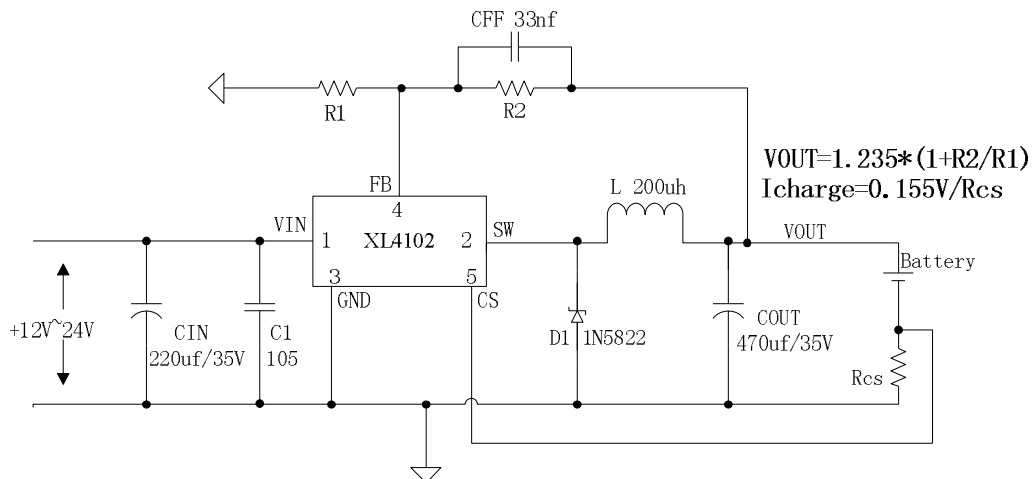 CFF 33nf
R1
R2
VOUT=1.235*(1+R2/R1)
Icharge=0.155V/Rcs
FB
4
L 200uh
VIN
1
XL4102
2
SW
VOUT
3
5
GND
CS
Battery
+12V~24V
CIN
220uf/35V
C1
105
D1
1N5822
COUT
470uf/35V
Rcs